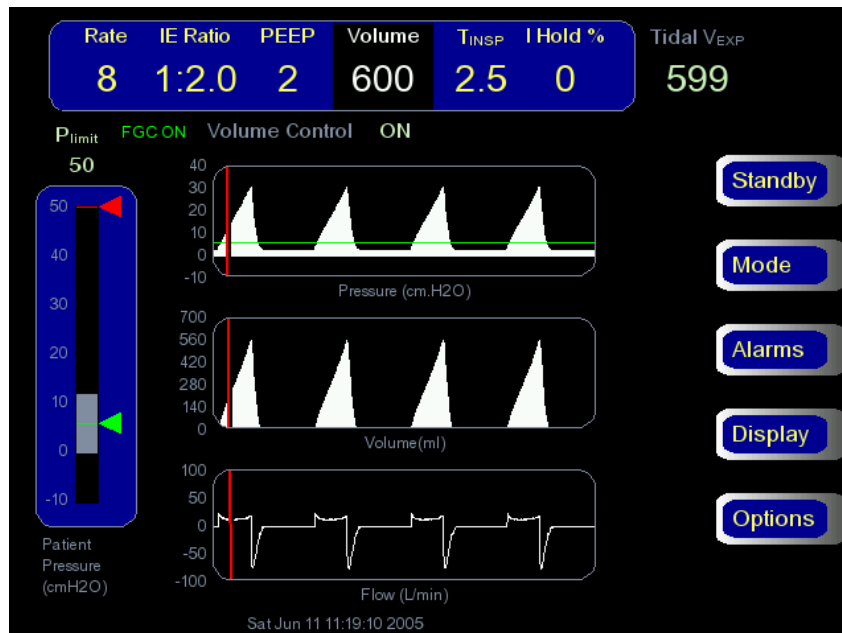 Rate IE Ratio PEEP Volume TINSP I Hold % Tidal VEXP
8 1:2.0 2 600 2.5 0 599
Plimit FGC ON Volume Control ON
50
50
40
30
20
10
0
-10
Patient
Pressure
(cmH2O)
40
30
20
10
0
-10
Pressure (cm.H2O)
700
560
420
280
140
0
Volume(ml)
100
50
0
-50
-100
Flow (L/min)
Sat Jun 11 11:19:10 2005
Standby
Mode
Alarms
Display
Options